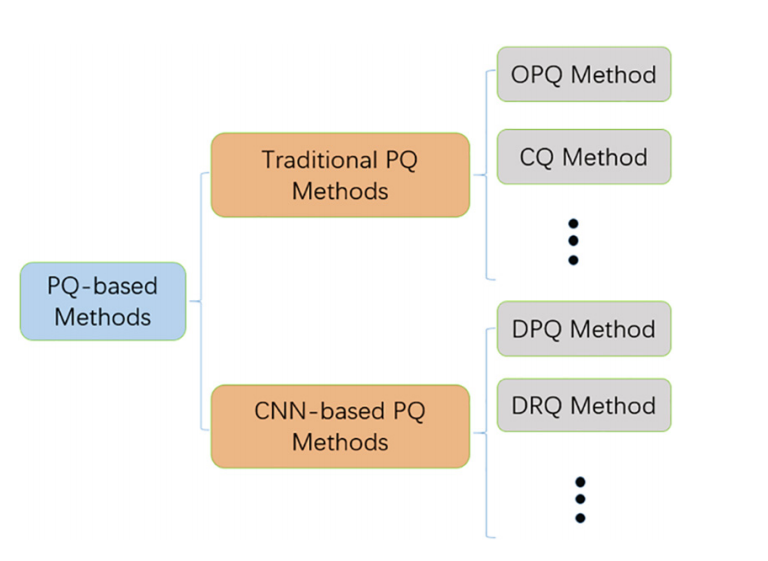 PQ-based
Methods
Traditional PQ
Methods
OPQ Method
CQ Method
CNN-based PQ
Methods
DPQ Method
DRQ Method